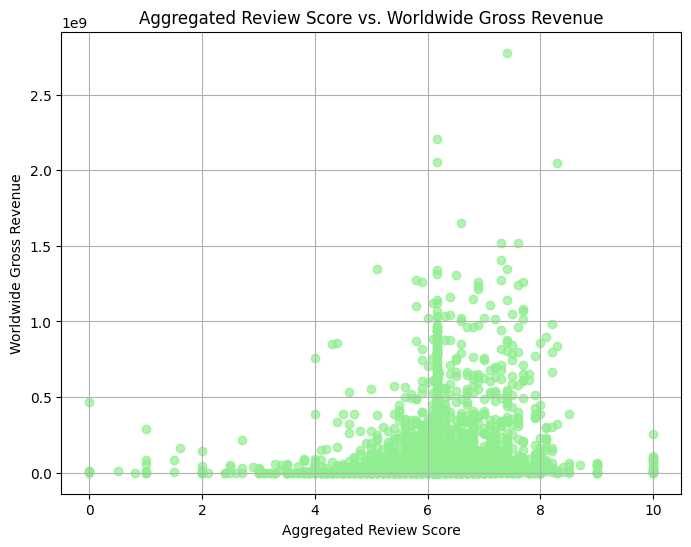 Aggregated Review Score vs. Worldwide Gross Revenue
1e9
2.5
2.0
1.5
1.0
0.5
0.0
Worldwide Gross Revenue
0 2 4 6 8 10
Aggregated Review Score